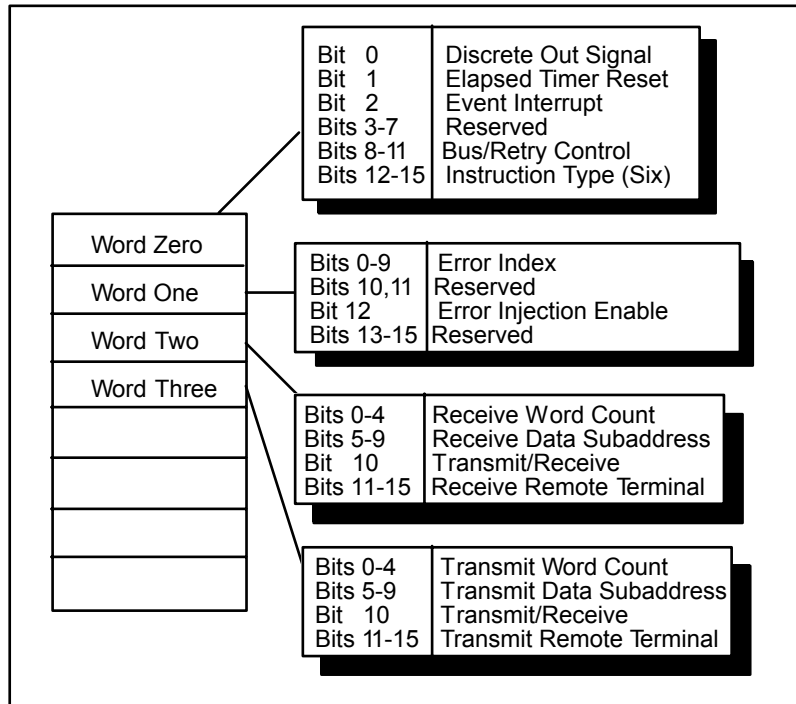 Bit 0 Discrete Out Signal
Bit 1 Elapsed Timer Reset
Bit 2 Event Interrupt
Bits 3-7 Reserved
Bits 8-11 Bus/Retry Control
Bits 12-15 Instruction Type (Six)
Word Zero
Word One
Word Two
Word Three
Bits 0-9 Error Index
Bits 10,11 Reserved
Bit 12 Error Injection Enable
Bits 13-15 Reserved
Bits 0-4 Receive Word Count
Bits 5-9 Receive Data Subaddress
Bit 10 Transmit/Receive
Bits 11-15 Receive Remote Terminal
Bits 0-4 Transmit Word Count
Bits 5-9 Transmit Data Subaddress
Bit 10 Transmit/Receive
Bits 11-15 Transmit Remote Terminal